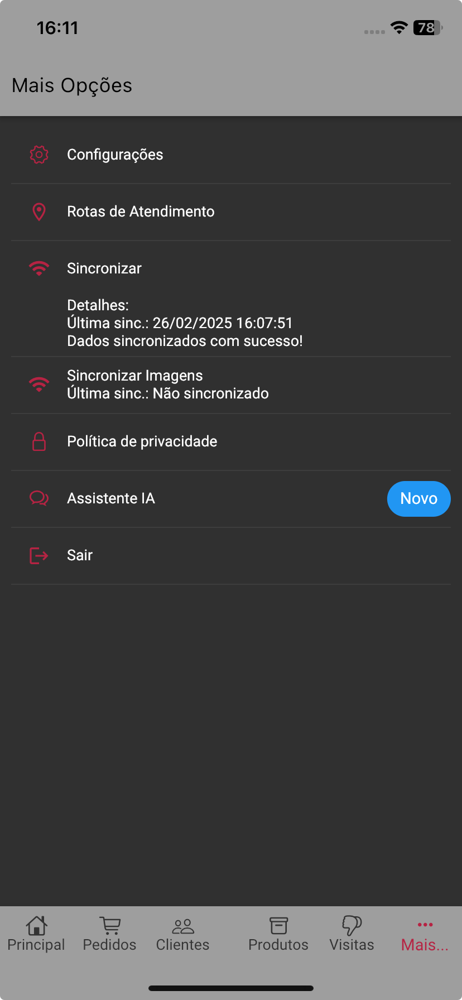 16:11
78
Mais Opções
Configurações
Rotas de Atendimento
Sincronizar
Detalhes:
Última sinc.: 26/02/2025 16:07:51
Dados sincronizados com sucesso!
Sincronizar Imagens
Última sinc.: Não sincronizado
Política de privacidade
Assistente IA
Novo
Sair
Principal
Pedidos
Clientes
Produtos
Visitas
Mais...